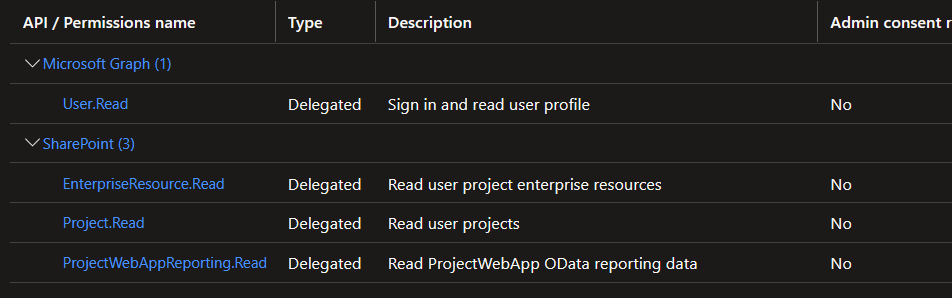 API / Permissions name Type Description Admin consent r
Microsoft Graph (1)
User.Read Delegated Sign in and read user profile No
SharePoint (3)
EnterpriseResource.Read Delegated Read user project enterprise resources No
Project.Read Delegated Read user projects No
ProjectWebAppReporting.Read Delegated Read ProjectWebApp OData reporting data No